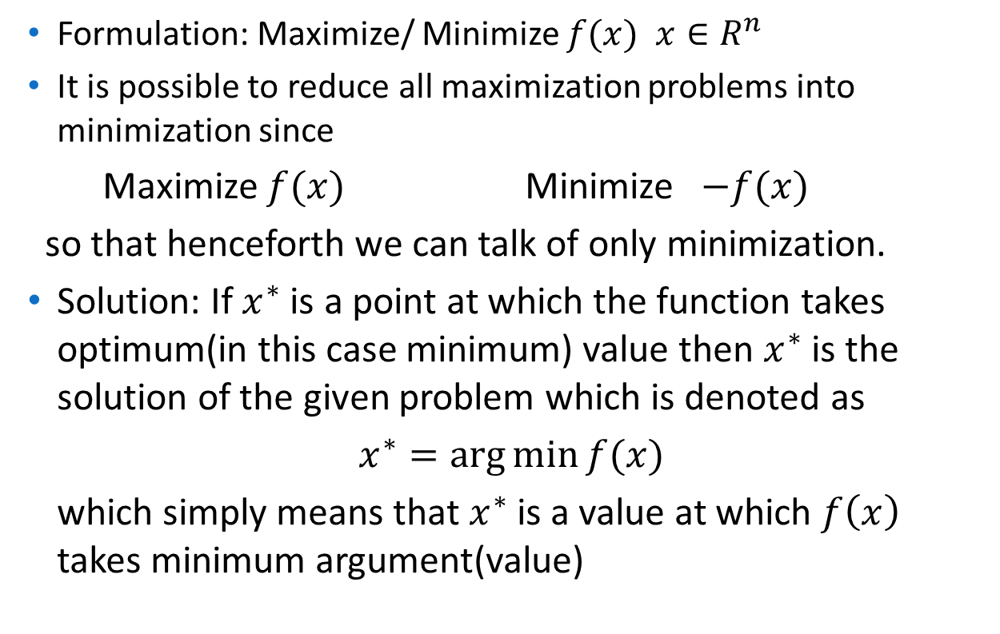 • Formulation: Maximize/ Minimize f(x) x ∈ Rⁿ
• It is possible to reduce all maximization problems into
minimization since
Maximize f(x) Minimize −f(x)
so that henceforth we can talk of only minimization.
• Solution: If x* is a point at which the function takes
optimum(in this case minimum) value then x* is the
solution of the given problem which is denoted as
x* = arg min f(x)
which simply means that x* is a value at which f(x)
takes minimum argument(value)